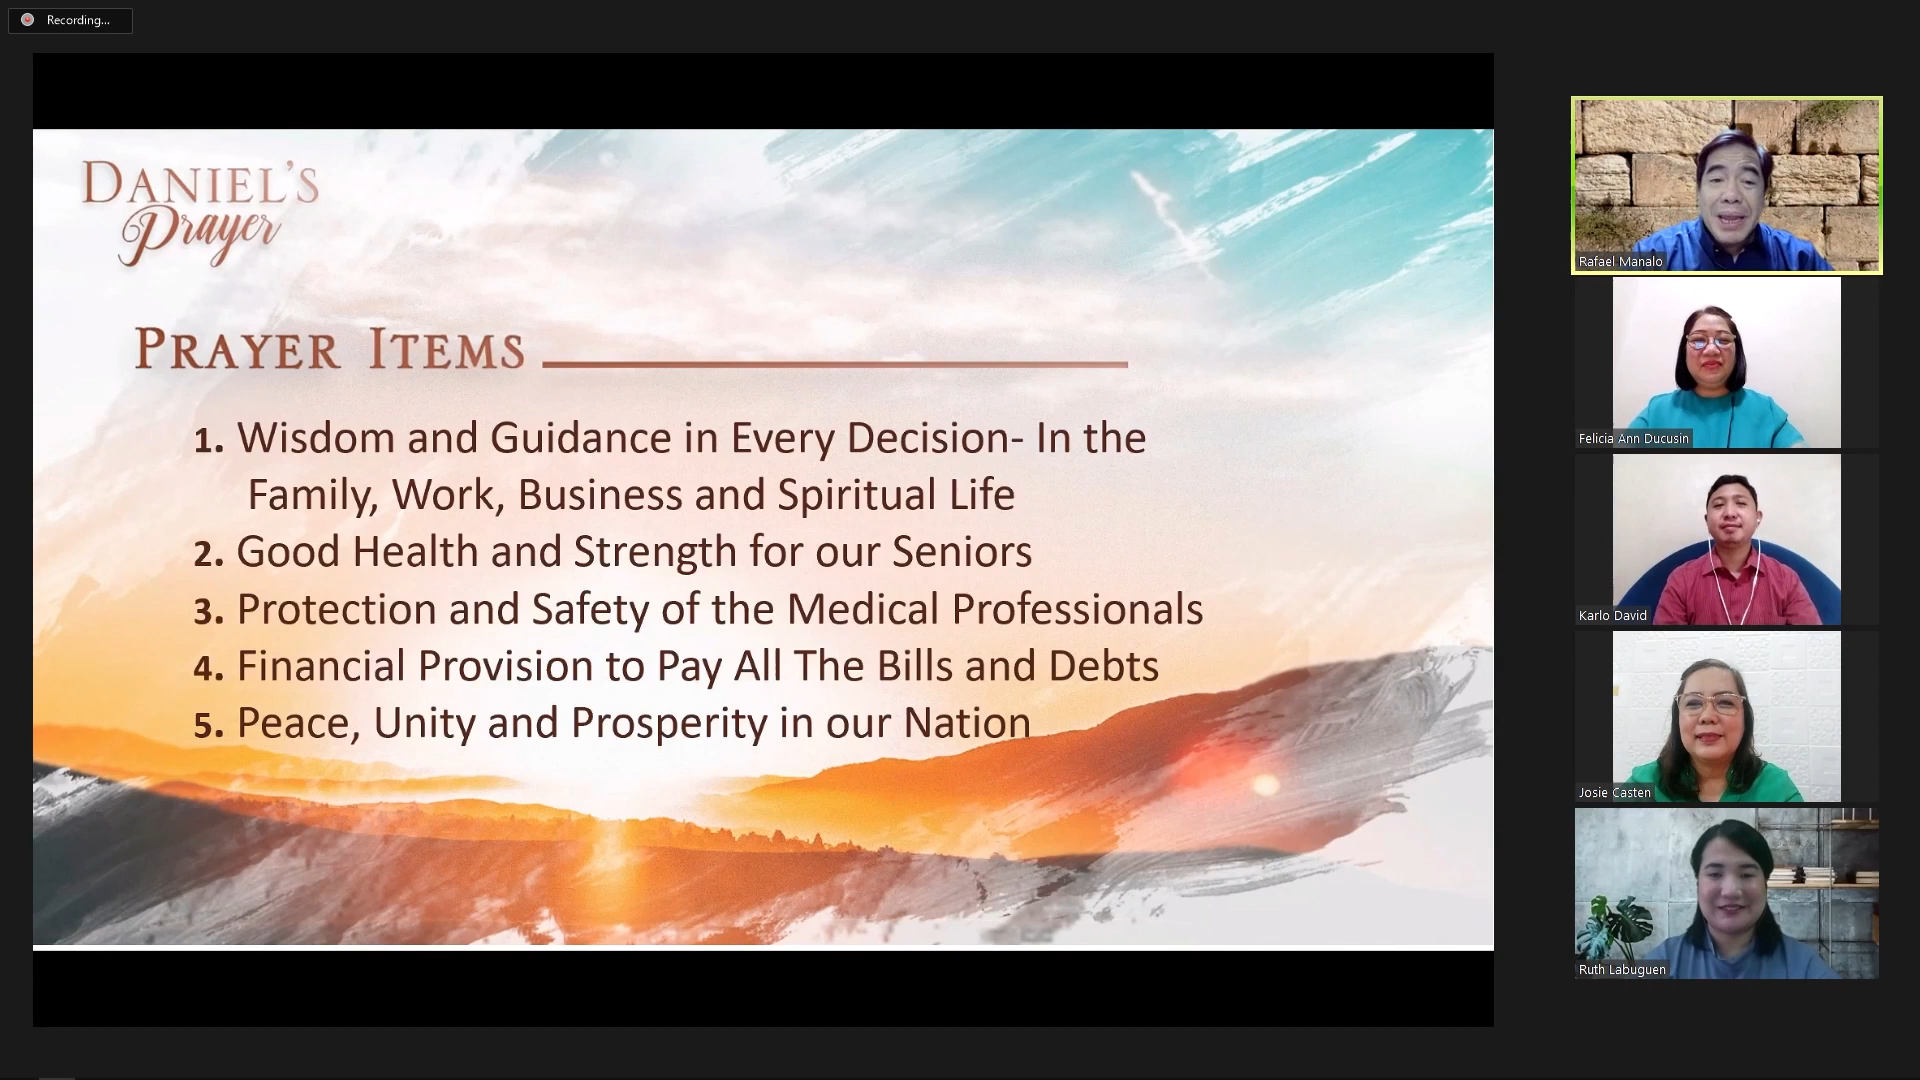 Recording...
DANIEL'S
Prayer
PRAYER ITEMS
1. Wisdom and Guidance in Every Decision- In the
Family, Work, Business and Spiritual Life
2. Good Health and Strength for our Seniors
3. Protection and Safety of the Medical Professionals
4. Financial Provision to Pay All The Bills and Debts
5. Peace, Unity and Prosperity in our Nation
Rafael Manalo
Felicia Ann Ducusin
Karlo David
Josie Casten
Ruth Labuguen